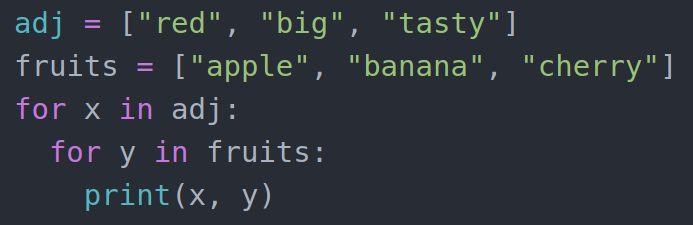 adj = ["red", "big", "tasty"]
fruits = ["apple", "banana", "cherry"]
for x in adj:
  for y in fruits:
    print(x, y)